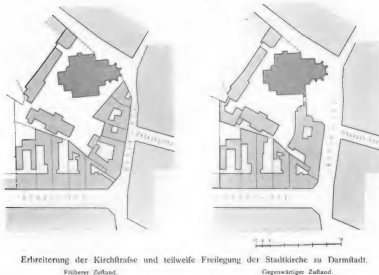 Erbreiterung der Kirchſtraſse und teilweiſe Freilegung der Stadtkirche zu Darmſtadt.
Früherer Zuſtand.
Gegenwärtiger Zuſtand.